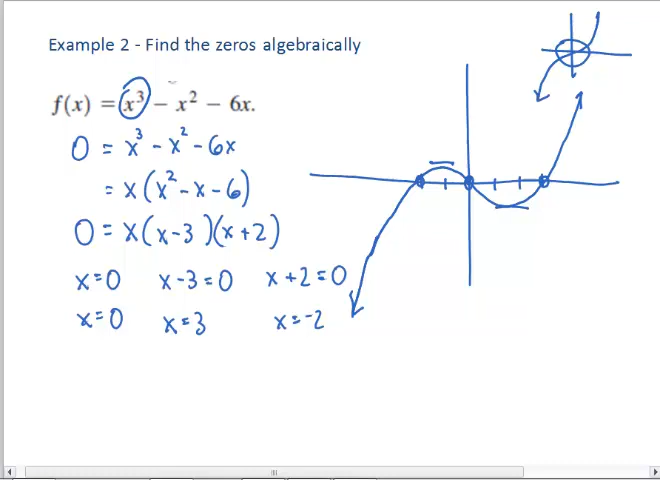 Example 2 - Find the zeros algebraically
f(x) = x³ − x² − 6x.
0 = x³ - x² - 6x
= x(x² - x - 6)
0 = x(x - 3)(x + 2)
x = 0 x - 3 = 0 x + 2 = 0
x = 0 x = 3 x = -2